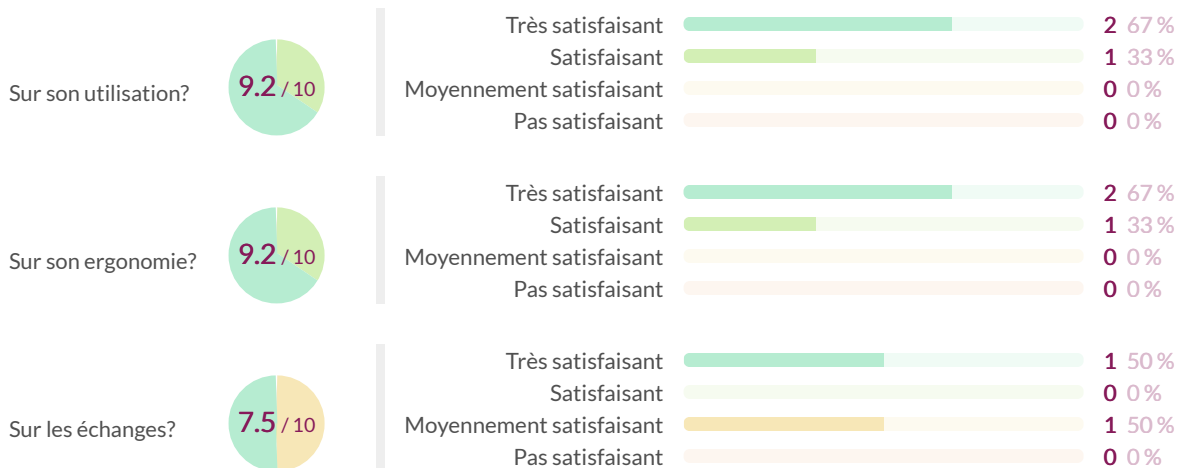 Sur son utilisation?
9.2 / 10
Très satisfaisant 2 67 %
Satisfaisant 1 33 %
Moyennement satisfaisant 0 0 %
Pas satisfaisant 0 0 %
Sur son ergonomie?
9.2 / 10
Très satisfaisant 2 67 %
Satisfaisant 1 33 %
Moyennement satisfaisant 0 0 %
Pas satisfaisant 0 0 %
Sur les échanges?
7.5 / 10
Très satisfaisant 1 50 %
Satisfaisant 0 0 %
Moyennement satisfaisant 1 50 %
Pas satisfaisant 0 0 %